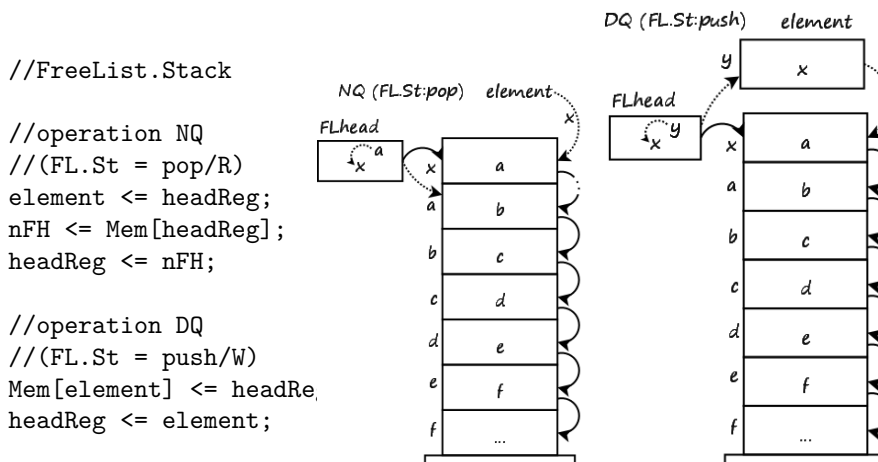 //FreeList.Stack
//operation NQ
//(FL.St = pop/R)
element <= headReg;
nFH <= Mem[headReg];
headReg <= nFH;
//operation DQ
//(FL.St = push/W)
Mem[element] <= headRe
headReg <= element;
NQ (FL.St:pop) element
x
FLhead
a
x
x
a
a
b
b
c
c
d
d
e
e
f
f
...
DQ (FL.St:push) element
y
x
FLhead
y
x
x
a
a
b
b
c
c
d
d
e
e
f
f
...